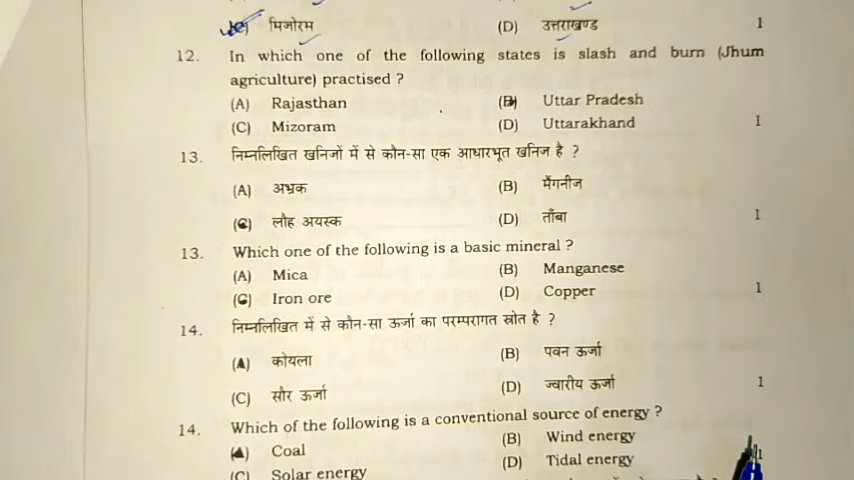 (C) मिजोरम (D) उत्तराखण्ड 1
12. In which one of the following states is slash and burn (Jhum
agriculture) practised ?
(A) Rajasthan (B) Uttar Pradesh
(C) Mizoram (D) Uttarakhand 1
13. निम्नलिखित खनिजों में से कौन-सा एक आधारभूत खनिज है ?
(A) अभ्रक (B) मैंगनीज
(C) लौह अयस्क (D) ताँबा 1
13. Which one of the following is a basic mineral ?
(A) Mica (B) Manganese
(C) Iron ore (D) Copper 1
14. निम्नलिखित में से कौन-सा ऊर्जा का परम्परागत स्रोत है ?
(A) कोयला (B) पवन ऊर्जा
(C) सौर ऊर्जा (D) ज्वारीय ऊर्जा 1
14. Which of the following is a conventional source of energy ?
(A) Coal (B) Wind energy
(C) Solar energy (D) Tidal energy 1